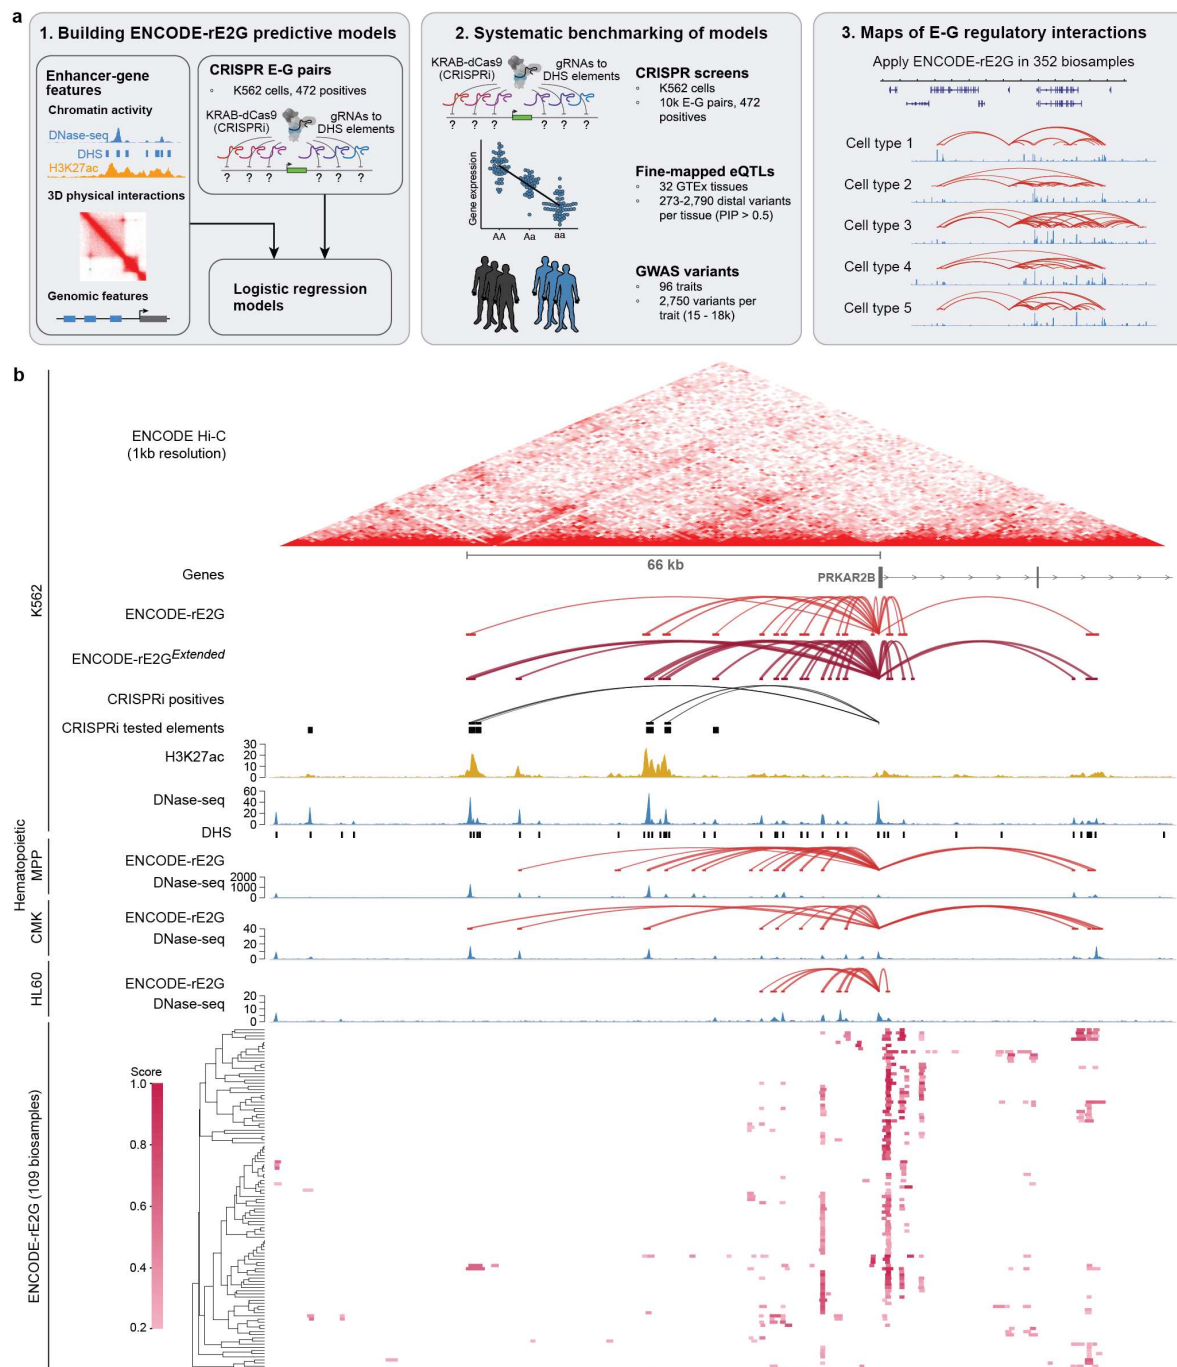 a
1. Building ENCODE-rE2G predictive models
Enhancer-gene
features
Chromatin activity
DNase-seq
DHS
H3K27ac
3D physical interactions
Genomic features
CRISPR E-G pairs
K562 cells, 472 positives
KRAB-dCas9
(CRISPRi)
gRNAs to
DHS elements
? ? ? ? ? ?
Logistic regression
models
2. Systematic benchmarking of models
KRAB-dCas9
(CRISPRi)
gRNAs to
DHS elements
? ? ? ? ? ?
CRISPR screens
K562 cells
10k E-G pairs, 472
positives
Gene expression
AA Aa aa
Fine-mapped eQTLs
32 GTEx tissues
273-2,790 distal variants
per tissue (PIP > 0.5)
GWAS variants
96 traits
2,750 variants per
trait (15 - 18k)
3. Maps of E-G regulatory interactions
Apply ENCODE-rE2G in 352 biosamples
Cell type 1
Cell type 2
Cell type 3
Cell type 4
Cell type 5
b
K562
ENCODE Hi-C
(1kb resolution)
66 kb
Genes
PRKAR2B
ENCODE-rE2G
ENCODE-rE2GExtended
CRISPRi positives
CRISPRi tested elements
H3K27ac
30
20
10
0
DNase-seq
60
40
20
0
DHS
Hematopoietic
MPP
ENCODE-rE2G
DNase-seq
2000
1000
0
CMK
ENCODE-rE2G
DNase-seq
40
20
0
HL60
ENCODE-rE2G
DNase-seq
20
10
0
ENCODE-rE2G (109 biosamples)
Score
1.0
0.8
0.6
0.4
0.2